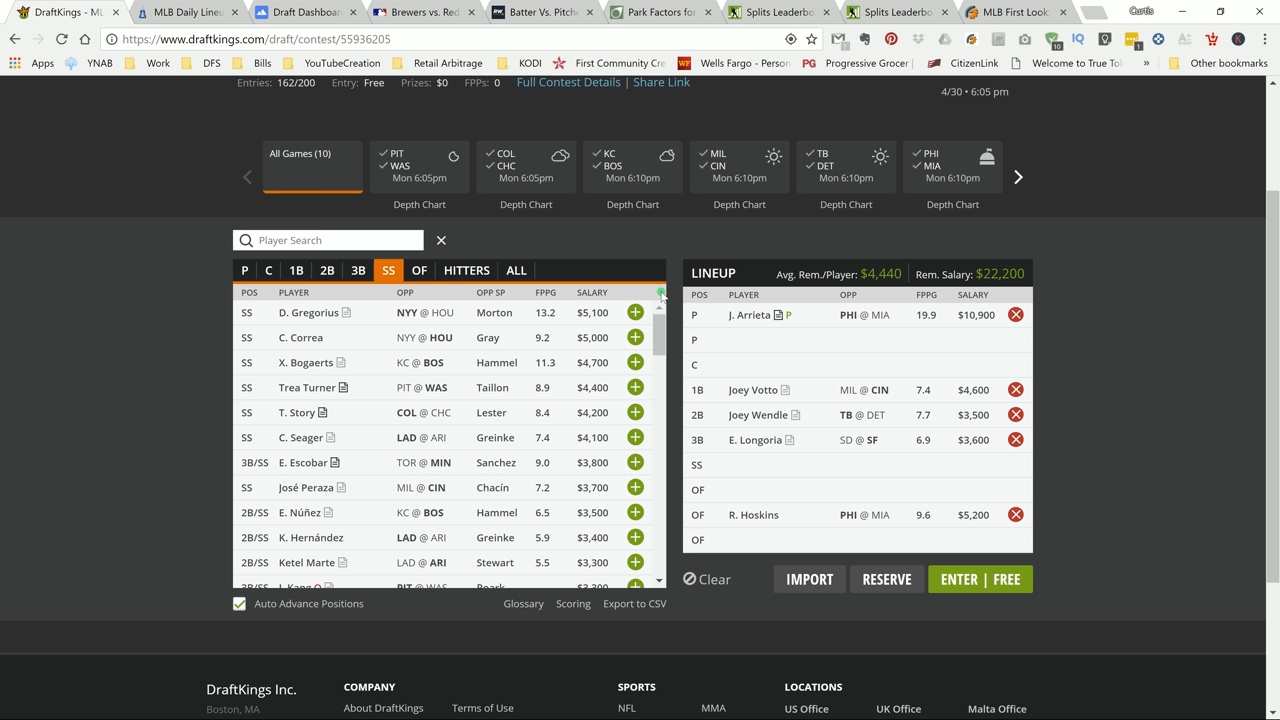 DraftKings - ML
MLB Daily Lineu
Draft Dashboar
Brewers vs. Red
Batter Vs. Pitche
Park Factors for
Splits Leaderbo
Splits Leaderbo
MLB First Look:
Curtis
https://www.draftkings.com/draft/contest/55936205
Apps YNAB Work DFS Bills YouTubeCreation Retail Arbitrage KODI First Community Cre Wells Fargo - Person PG Progressive Grocer | CitizenLink Welcome to True To » Other bookmarks
Entries: 162/200 Entry: Free Prizes: $0 FPPs: 0 Full Contest Details | Share Link
4/30 • 6:05 pm
All Games (10)
PIT
WAS
Mon 6:05pm
Depth Chart
COL
CHC
Mon 6:05pm
Depth Chart
KC
BOS
Mon 6:10pm
Depth Chart
MIL
CIN
Mon 6:10pm
Depth Chart
TB
DET
Mon 6:10pm
Depth Chart
PHI
MIA
Mon 6:10pm
Depth Chart
Player Search
P C 1B 2B 3B SS OF HITTERS ALL
POS PLAYER OPP OPP SP FPPG SALARY
SS D. Gregorius NYY @ HOU Morton 13.2 $5,100
SS C. Correa NYY @ HOU Gray 9.2 $5,000
SS X. Bogaerts KC @ BOS Hammel 11.3 $4,700
SS Trea Turner PIT @ WAS Taillon 8.9 $4,400
SS T. Story COL @ CHC Lester 8.4 $4,200
SS C. Seager LAD @ ARI Greinke 7.4 $4,100
3B/SS E. Escobar TOR @ MIN Sanchez 9.0 $3,800
SS José Peraza MIL @ CIN Chacín 7.2 $3,700
2B/SS E. Núñez KC @ BOS Hammel 6.5 $3,500
2B/SS K. Hernández LAD @ ARI Greinke 5.9 $3,400
2B/SS Ketel Marte LAD @ ARI Stewart 5.5 $3,300
3B/SS J. Kang PIT @ WAS Roark $3,300
Auto Advance Positions Glossary Scoring Export to CSV
LINEUP Avg. Rem./Player: $4,440 Rem. Salary: $22,200
POS PLAYER OPP FPPG SALARY
P J. Arrieta P PHI @ MIA 19.9 $10,900
P
C
1B Joey Votto MIL @ CIN 7.4 $4,600
2B Joey Wendle TB @ DET 7.7 $3,500
3B E. Longoria SD @ SF 6.9 $3,600
SS
OF
OF R. Hoskins PHI @ MIA 9.6 $5,200
OF
Clear IMPORT RESERVE ENTER | FREE
DraftKings Inc.
Boston, MA
COMPANY
About DraftKings Terms of Use
SPORTS
NFL MMA
LOCATIONS
US Office UK Office Malta Office